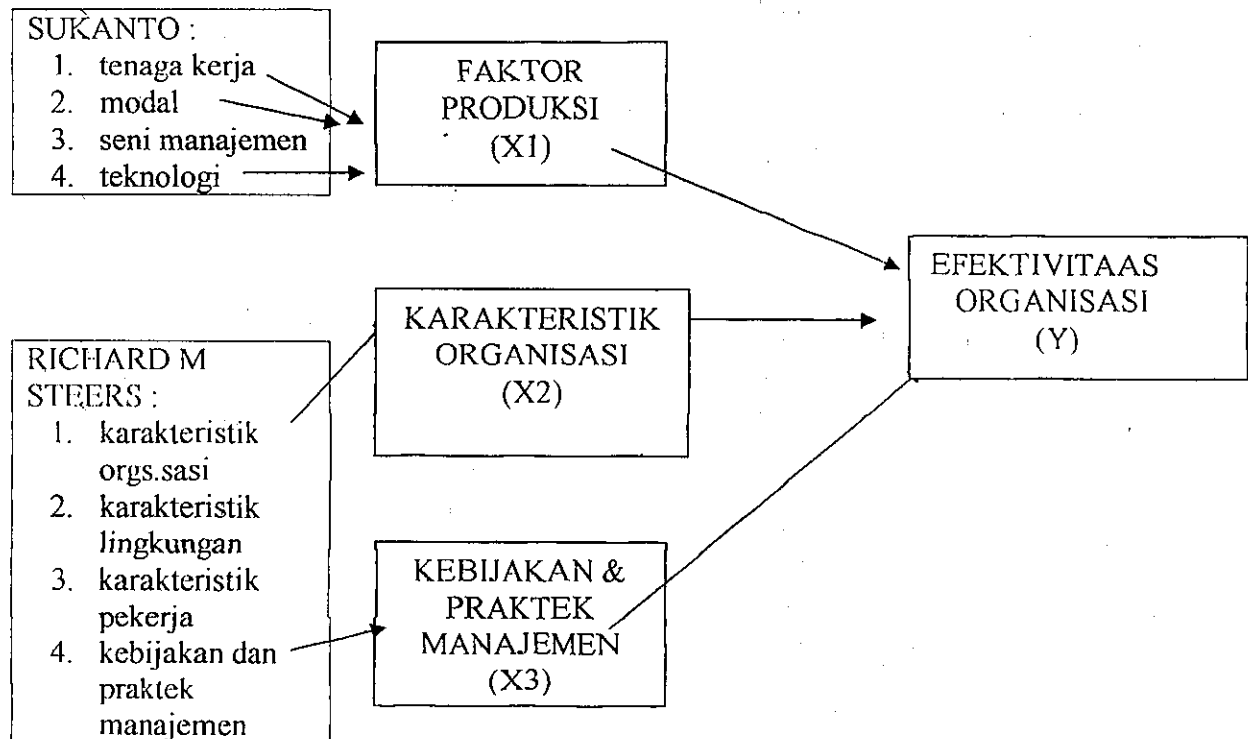 SUKANTO :
1. tenaga kerja
2. modal
3. seni manajemen
4. teknologi
FAKTOR
PRODUKSI
(X1)
EFEKTIVITAAS
ORGANISASI
(Y)
KARAKTERISTIK
ORGANISASI
(X2)
RICHARD M
STEERS :
1. karakteristik
orgs.sasi
2. karakteristik
lingkungan
3. karakteristik
pekerja
4. kebijakan dan
praktek
manajemen
KEBIJAKAN &
PRAKTEK
MANAJEMEN
(X3)